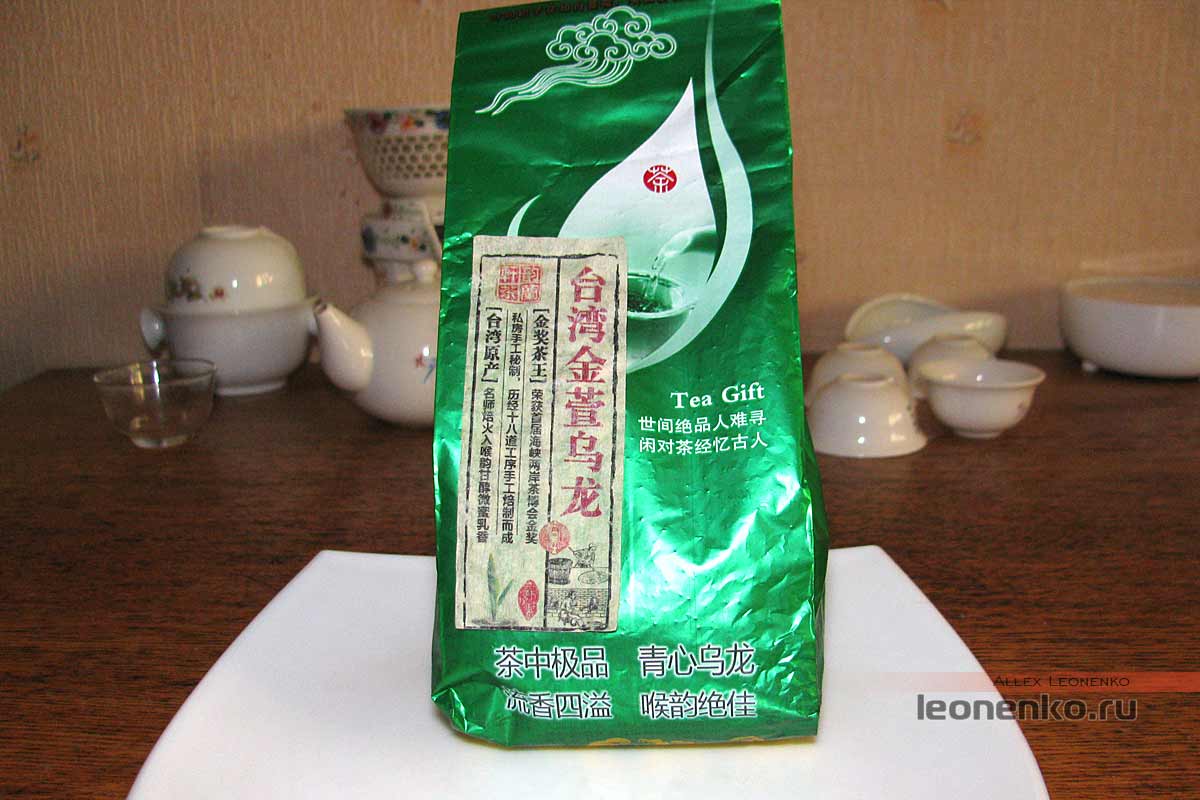 茶
台湾金萱乌龙
【金奖茶王】荣获首届海峡两岸茶博会金奖
私房手工秘制，历经十八道工序手工焙制而成
【台湾原产】名师焙火入喉韵甘醇微蜜乳香
Tea Gift
世间绝品人难寻
闲对茶经忆古人
茶中极品 青心乌龙
流香四溢 喉韵绝佳
ALLEX LEONENKO
leonenko.ru